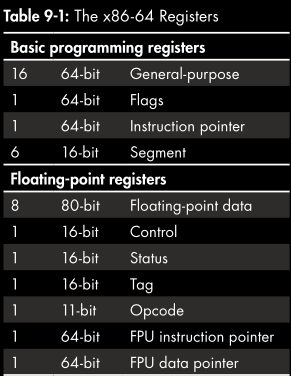 Table 9-1: The x86-64 Registers
Basic programming registers
16 64-bit General-purpose
1 64-bit Flags
1 64-bit Instruction pointer
6 16-bit Segment
Floating-point registers
8 80-bit Floating-point data
1 16-bit Control
1 16-bit Status
1 16-bit Tag
1 11-bit Opcode
1 64-bit FPU instruction pointer
1 64-bit FPU data pointer